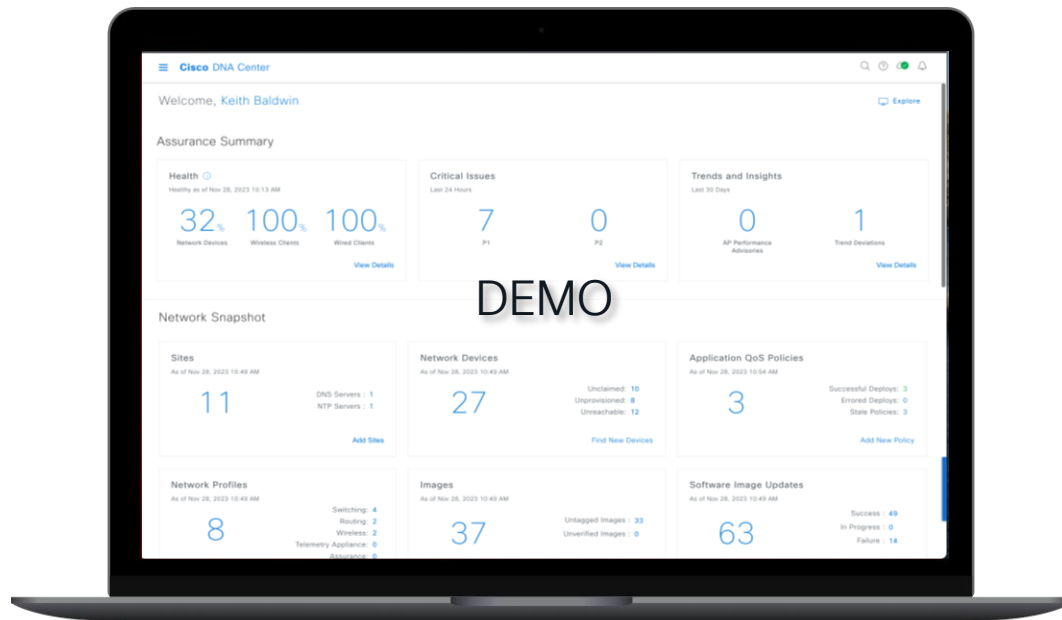 Cisco DNA Center
Welcome, Keith Baldwin
Explore
Assurance Summary
Health
Healthy as of Nov 28, 2023 10:13 AM
32% 100% 100%
Network Devices Wireless Clients Wired Clients
View Details
Critical Issues
Last 24 Hours
7 0
P1 P2
View Details
Trends and Insights
Last 30 Days
0 1
AP Performance Advisories Trend Deviations
View Details
DEMO
Network Snapshot
Sites
As of Nov 28, 2023 10:49 AM
11
DNS Servers : 1
NTP Servers : 1
Add Sites
Network Devices
As of Nov 28, 2023 10:49 AM
27
Unclaimed: 10
Unprovisioned: 8
Unreachable: 12
Find New Devices
Application QoS Policies
As of Nov 28, 2023 10:54 AM
3
Successful Deploys: 3
Errored Deploys: 0
Stale Policies: 3
Add New Policy
Network Profiles
As of Nov 28, 2023 10:49 AM
8
Switching: 4
Routing: 2
Wireless: 2
Telemetry Appliance: 0
Assurance: 0
Images
As of Nov 28, 2023 10:49 AM
37
Untagged Images : 33
Unverified Images : 0
Software Image Updates
As of Nov 28, 2023 10:49 AM
63
Success : 49
In Progress : 0
Failure : 14